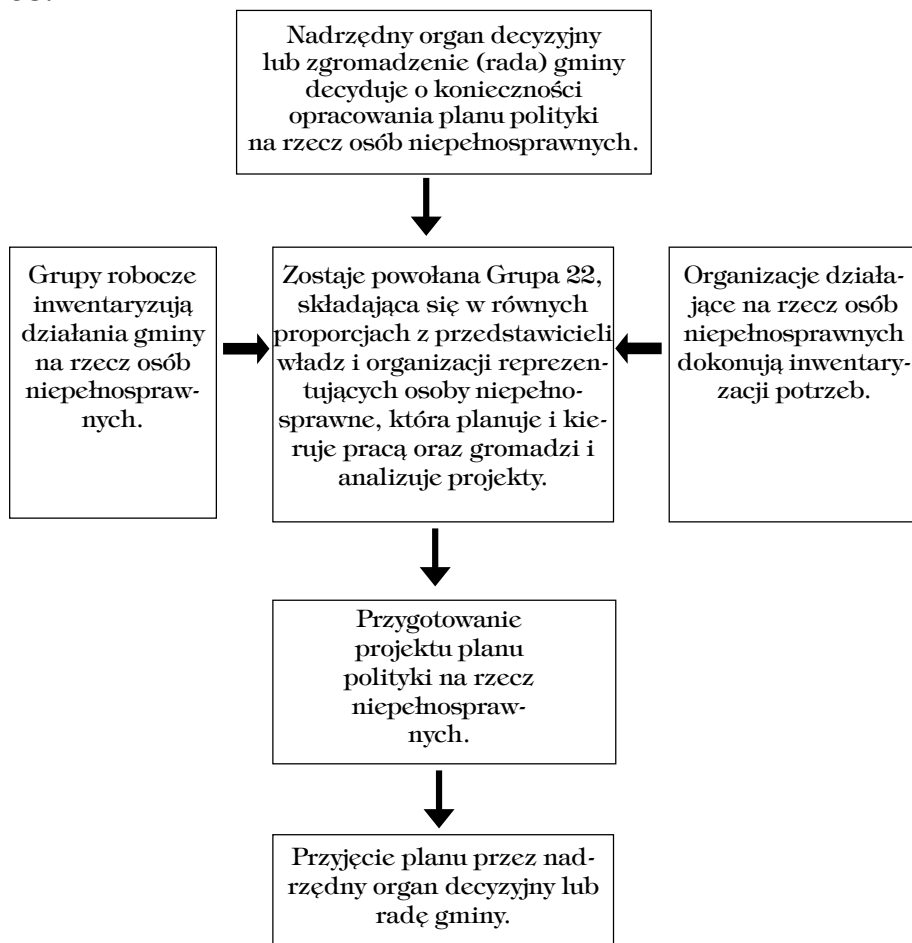 Nadrzędny organ decyzyjny
lub zgromadzenie (rada) gminy
decyduje o konieczności
opracowania planu polityki
na rzecz osób niepełnosprawnych.
Grupy robocze
inwentaryzują
działania gminy
na rzecz osób
niepełnospraw-
nych.
Zostaje powołana Grupa 22,
składająca się w równych
proporcjach z przedstawicieli
władz i organizacji reprezen-
tujących osoby niepełno-
sprawne, która planuje i kie-
ruje pracą oraz gromadzi i
analizuje projekty.
Organizacje działa-
jące na rzecz osób
niepełnosprawnych
dokonują inwentary-
zacji potrzeb.
Przygotowanie
projektu planu
polityki na rzecz
niepełnospraw-
nych.
Przyjęcie planu przez nad-
rzędny organ decyzyjny lub
radę gminy.